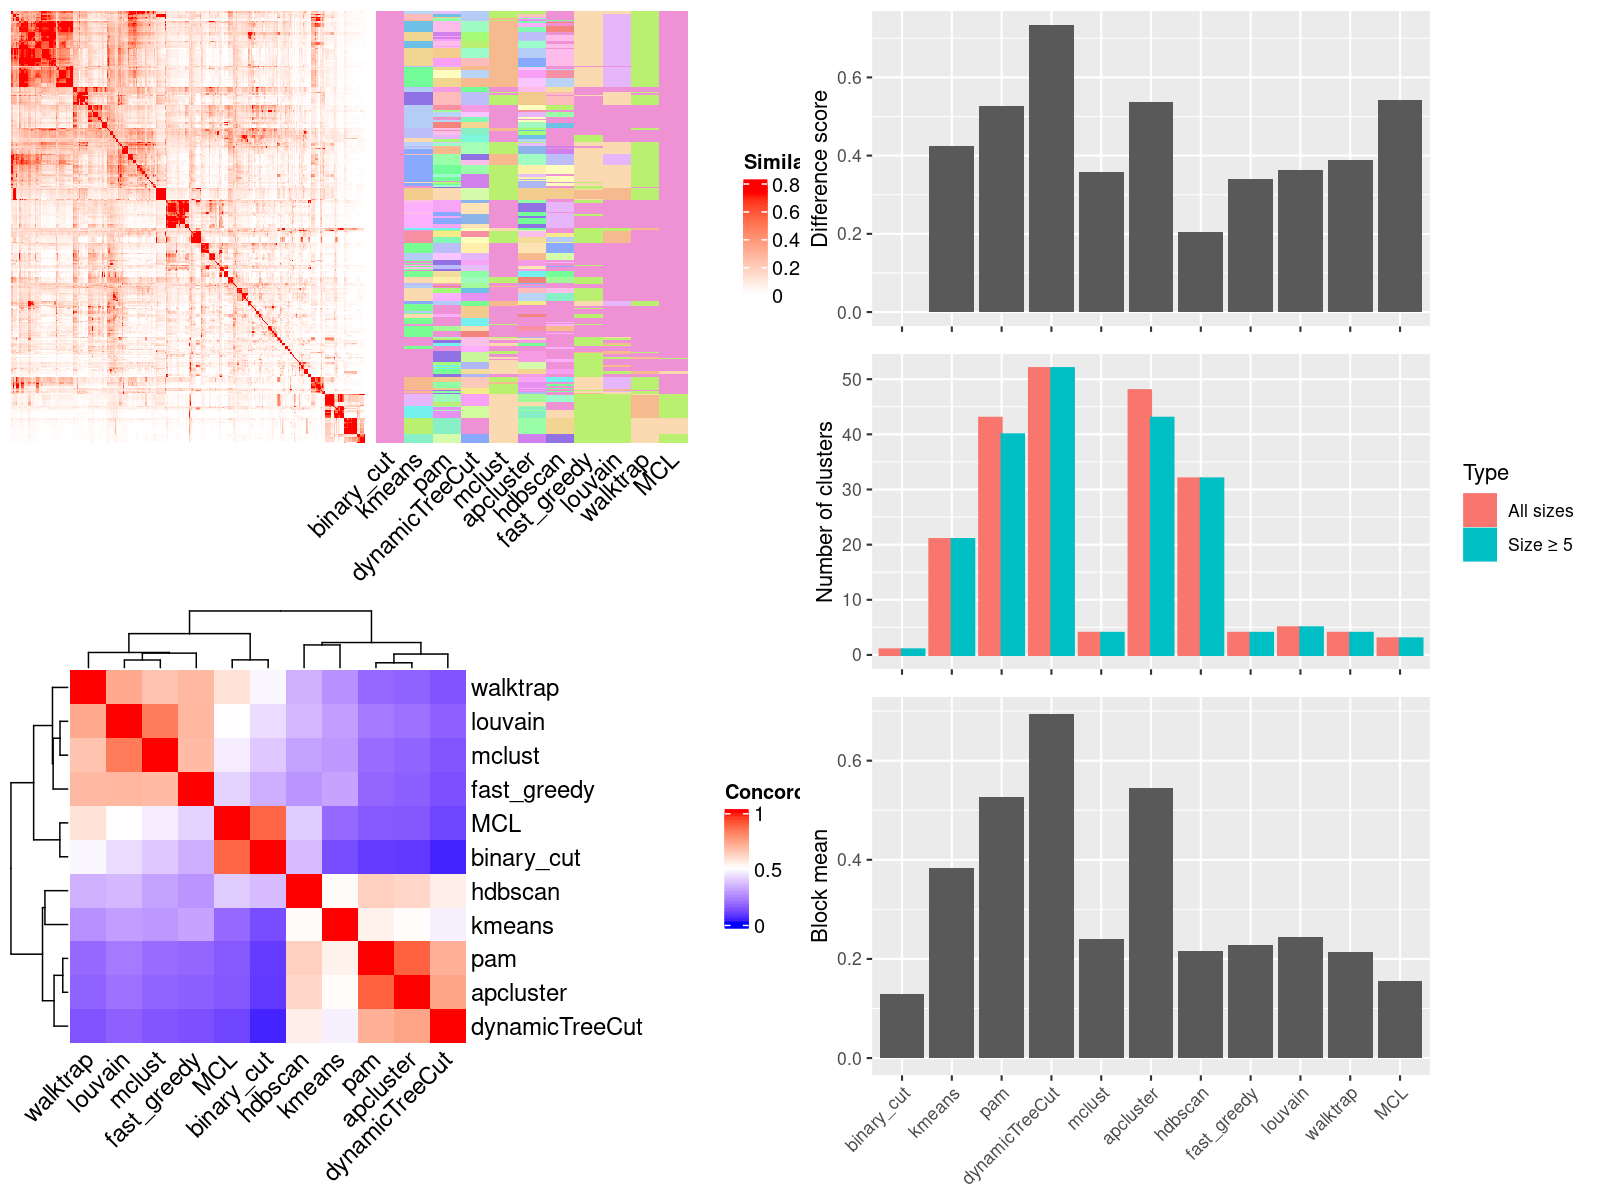 Simila
0.8
0.6
0.4
0.2
0
binary_cut
kmeans
pam
dynamicTreeCut
mclust
apcluster
hdbscan
fast_greedy
louvain
walktrap
MCL
walktrap
louvain
mclust
fast_greedy
MCL
binary_cut
hdbscan
kmeans
pam
apcluster
dynamicTreeCut
walktrap
louvain
mclust
fast_greedy
MCL
binary_cut
hdbscan
kmeans
pam
apcluster
dynamicTreeCut
Concord
1
0.5
0
Difference score
0.6
0.4
0.2
0.0
Number of clusters
50
40
30
20
10
0
Type
All sizes
Size ≥ 5
Block mean
0.6
0.4
0.2
0.0
binary_cut
kmeans
pam
dynamicTreeCut
mclust
apcluster
hdbscan
fast_greedy
louvain
walktrap
MCL